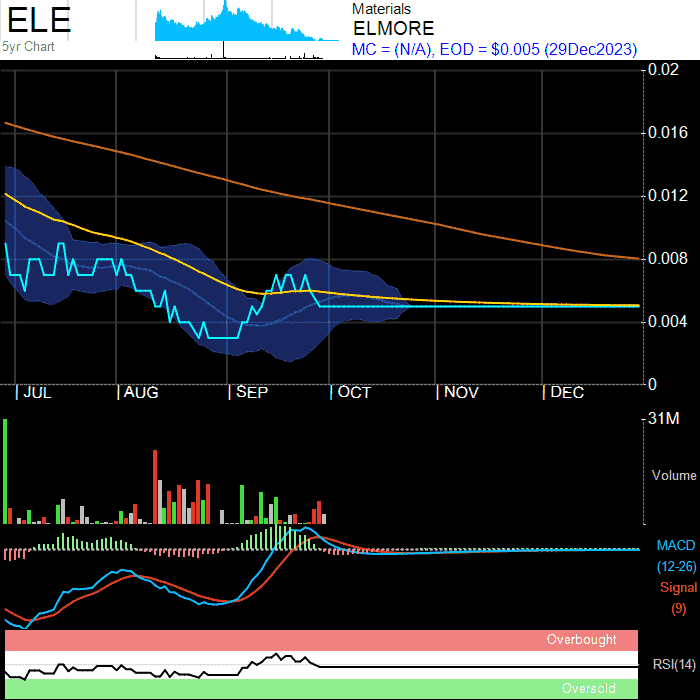 ELE
5yr Chart
Materials
ELMORE
MC = (N/A), EOD = $0.005 (29Dec2023)
0.02
0.016
0.012
0.008
0.004
0
JUL AUG SEP OCT NOV DEC
31M
Volume
MACD
(12-26)
Signal
(9)
Overbought
RSI(14)
Oversold